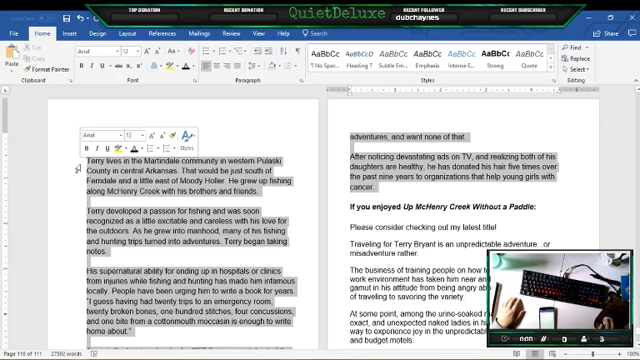 TOP DONATION
RECENT DONATION
QuietDeluxe
RECENT FOLLOWER
dubchaynes
RECENT SUBSCRIBER
File
Home
Insert
Design
Layout
References
Mailings
Review
View
Help
Cut
Copy
Paste
Format Painter
Clipboard
Arial
12
Font
Paragraph
AaBbCc
¶ No Spac...
Heading 7
Subtle Em...
Emphasis
Strong
Quote
Styles
Find
Replace
Select
Editing
Arial
12
Styles
Terry lives in the Martindale community in western Pulaski
County in central Arkansas. That would be just south of
Ferndale and a little east of Moody Holler. He grew up fishing
along McHenry Creek with his brothers and friends.
Terry developed a passion for fishing and was soon
recognized as a little excitable and careless with his love for
the outdoors. As he grew into manhood, many of his fishing
and hunting trips turned into adventures. Terry began taking
notes.
His supernatural ability for ending up in hospitals or clinics
from injuries while fishing and hunting has made him infamous
locally. People have been urging him to write a book for years.
"I guess having had twenty trips to an emergency room,
twenty broken bones, one hundred stitches, four concussions,
and one bite from a cottonmouth moccasin is enough to write
home about."
adventures, and want none of that.
After noticing devastating ads on TV, and realizing both of his
daughters are healthy, he has donated his hair five times over
the past nine years to organizations that help young girls with
cancer.
If you enjoyed Up McHenry Creek Without a Paddle:
Please consider checking out my latest title!
Traveling for Terry Bryant is an unpredictable adventure...or
misadventure rather.
The business of training people on how to
work environment has taken him near and
gamut in his attitude from being angry ab
of traveling to savoring the variety.
At some point, among the urine-soaked
exact, and unexpected naked ladies in h
way to experience joy in the unpredictabl
and budget motels.
0:00
0
Page 110 of 111
27582 words
100%